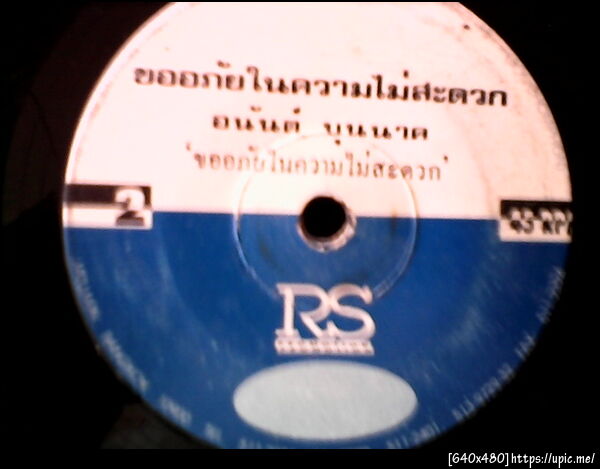 ขออภัยในความไม่สะดวก
อนันต์ บุนนาค
'ขออภัยในความไม่สะดวก'
2
45 RPM
RS
[640x480]https://upic.me/